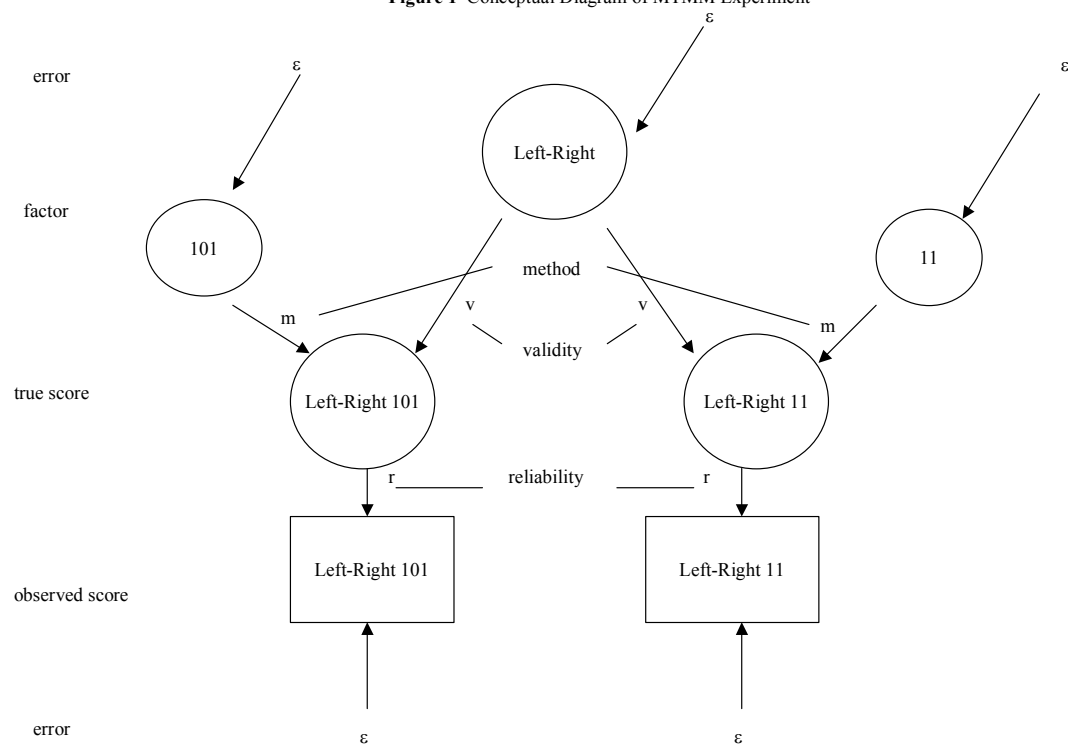 Figure 1 Conceptual Diagram of MTMM Experiment
ε
error
ε
ε
Left-Right
factor
101
11
method
m
v
v
m
validity
true score
Left-Right 101
Left-Right 11
r
reliability
r
Left-Right 101
Left-Right 11
observed score
error
ε
ε